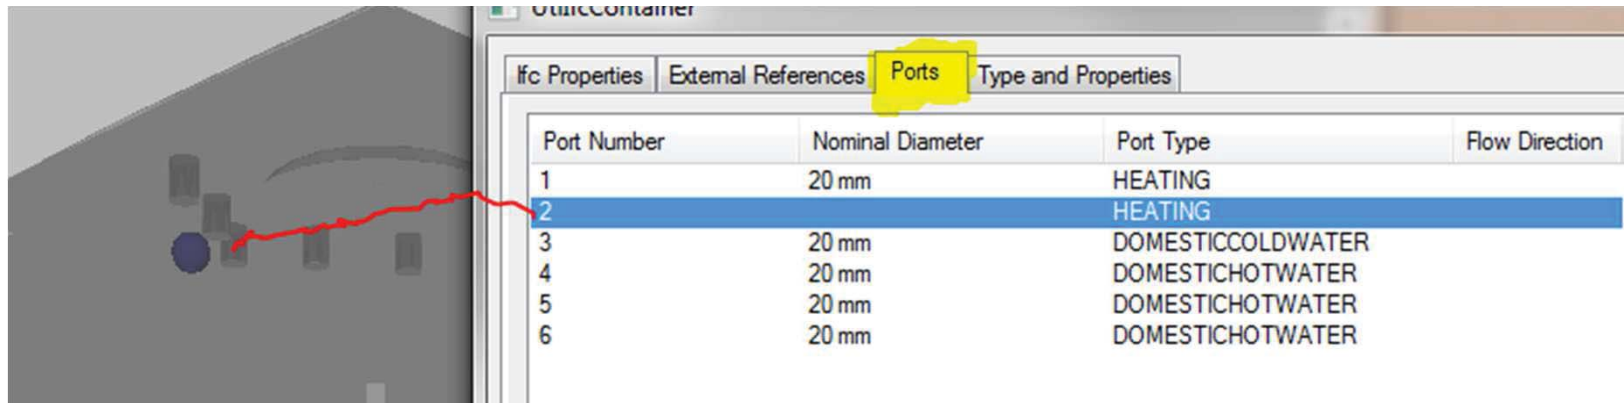 UtilIfcContainer
Ifc Properties External References Ports Type and Properties
Port Number Nominal Diameter Port Type Flow Direction
1 20 mm HEATING
2 HEATING
3 20 mm DOMESTICCOLDWATER
4 20 mm DOMESTICHOTWATER
5 20 mm DOMESTICHOTWATER
6 20 mm DOMESTICHOTWATER